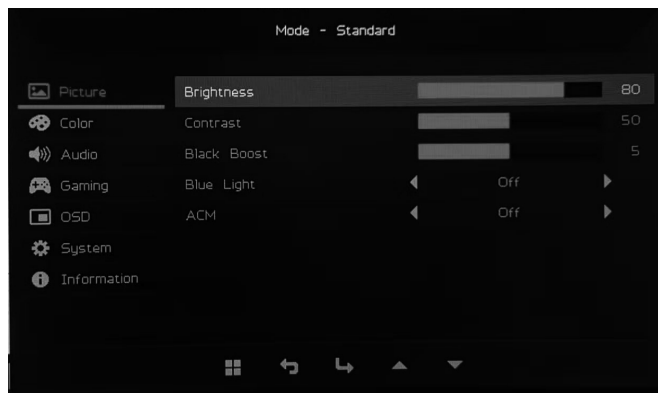 Mode - Standard
Picture
Brightness 80
Color
Contrast 50
Audio
Black Boost 5
Gaming
Blue Light Off
OSD
ACM Off
System
Information